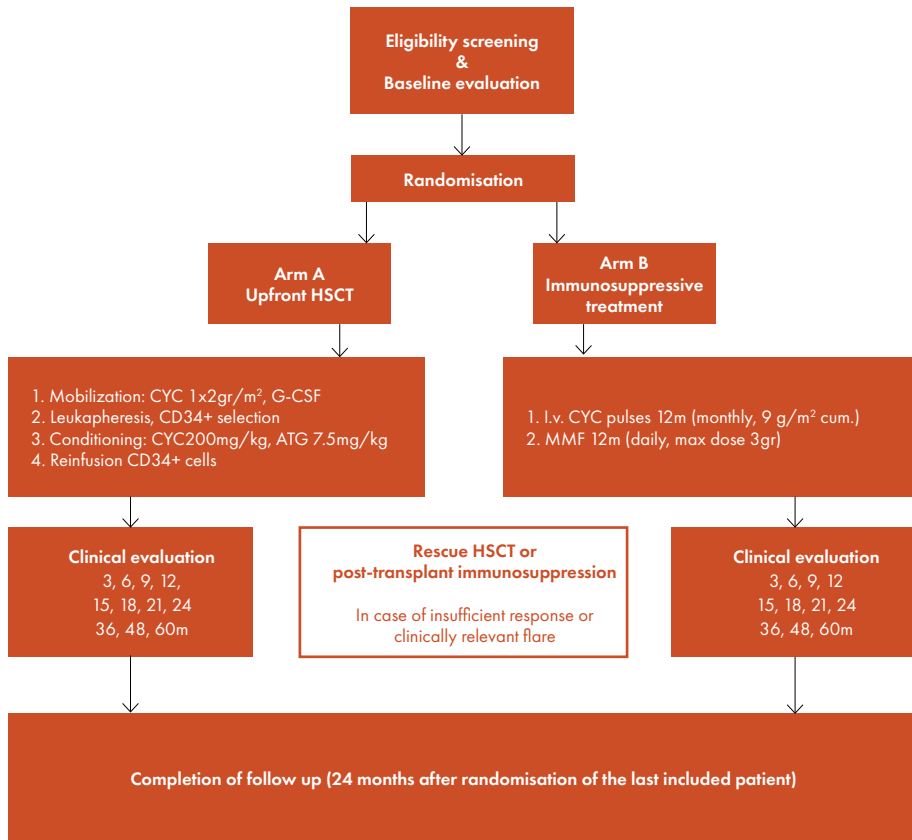 Eligibility screening
&
Baseline evaluation
Randomisation
Arm A
Upfront HSCT
Arm B
Immunosuppressive
treatment
1. Mobilization: CYC 1x2gr/m², G-CSF
2. Leukapheresis, CD34+ selection
3. Conditioning: CYC200mg/kg, ATG 7.5mg/kg
4. Reinfusion CD34+ cells
1. I.v. CYC pulses 12m (monthly, 9 g/m² cum.)
2. MMF 12m (daily, max dose 3gr)
Clinical evaluation
3, 6, 9, 12,
15, 18, 21, 24
36, 48, 60m
Rescue HSCT or
post-transplant immunosuppression
In case of insufficient response or
clinically relevant flare
Clinical evaluation
3, 6, 9, 12
15, 18, 21, 24
36, 48, 60m
Completion of follow up (24 months after randomisation of the last included patient)